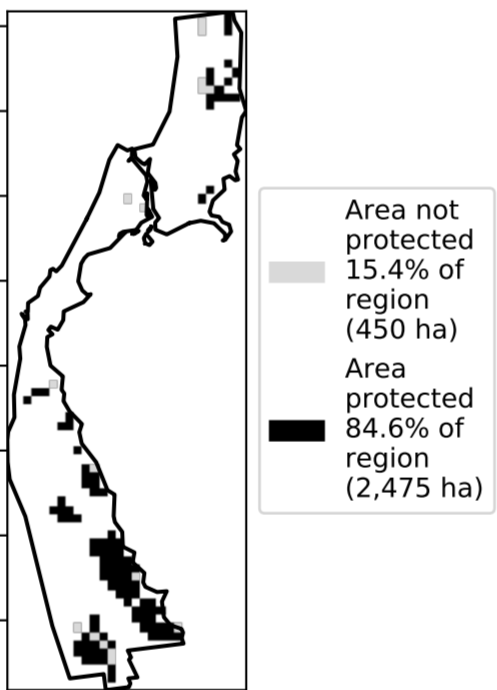 Area not
protected
15.4% of
region
(450 ha)
Area
protected
84.6% of
region
(2,475 ha)